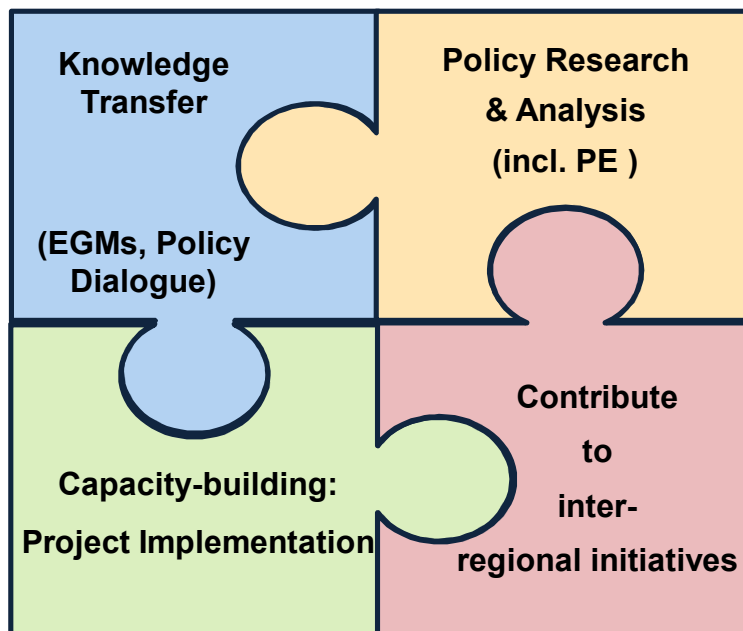 Knowledge
Transfer
(EGMs, Policy
Dialogue)
Policy Research
& Analysis
(incl. PE )
Capacity-building:
Project Implementation
Contribute
to
inter-
regional initiatives